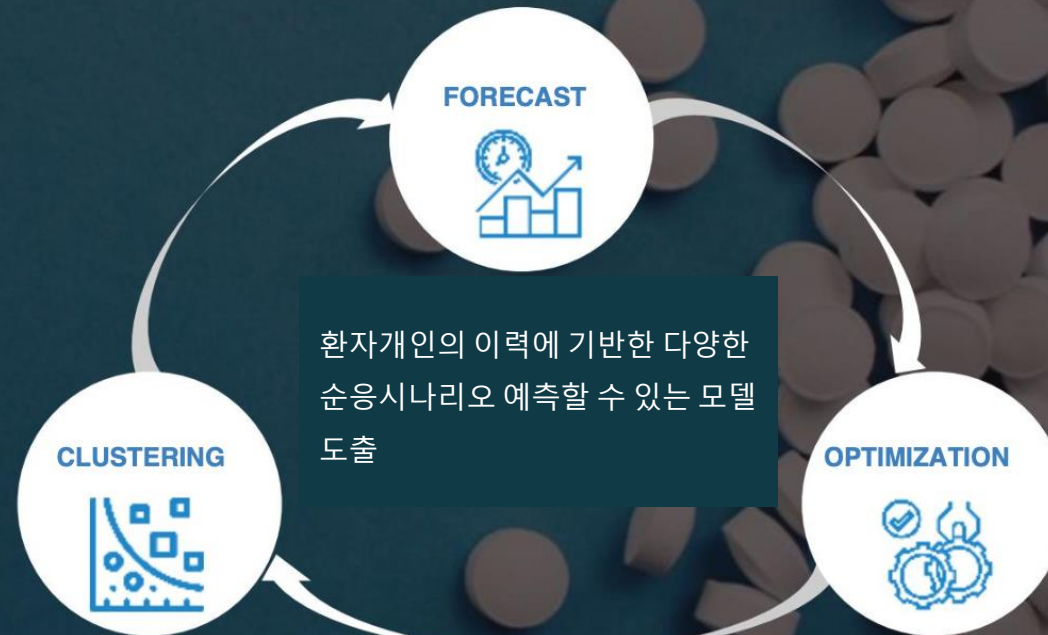 FORECAST
환자개인의 이력에 기반한 다양한
순응시나리오 예측할 수 있는 모델
도출
CLUSTERING
OPTIMIZATION